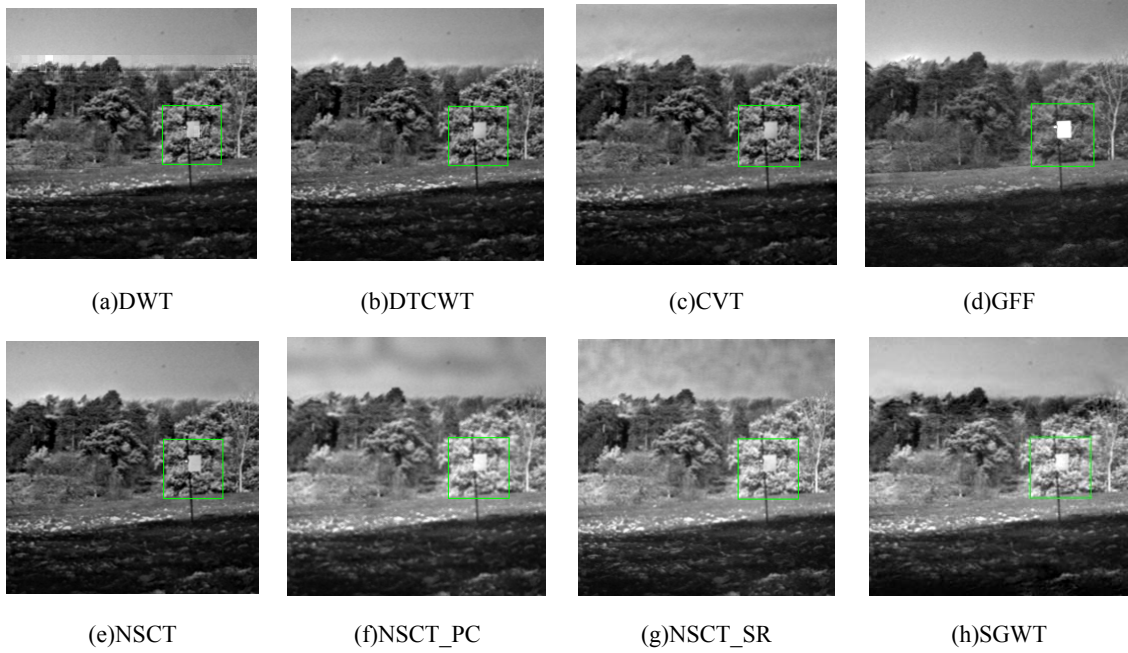 (a)DWT
(b)DTCWT
(c)CVT
(d)GFF
(e)NSCT
(f)NSCT_PC
(g)NSCT_SR
(h)SGWT